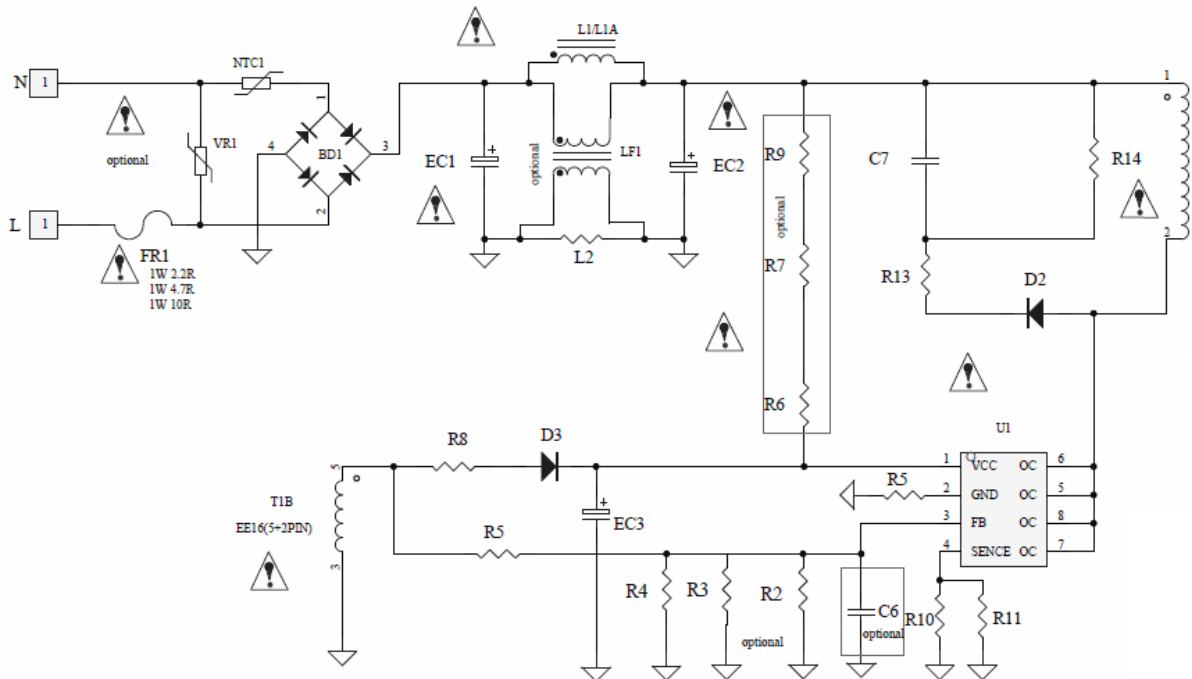 L1/L1A
NTC1
N 1
1
1
optional
VR1
4
BD1
3
EC1
+
optional
LF1
+
EC2
R9
C7
R14
2
L 1
FR1
1W 2.2R
1W 4.7R
1W 10R
L2
optional
R7
R13
2
D2
R6
U1
R8
D3
5
1 VCC OC 6
T1B
EE16(5+2PIN)
+
EC3
R5
2 GND OC 5
3 FB OC 8
4 SENCE OC 7
R5
3
R4
R3
R2
optional
C6
optional
R10
R11